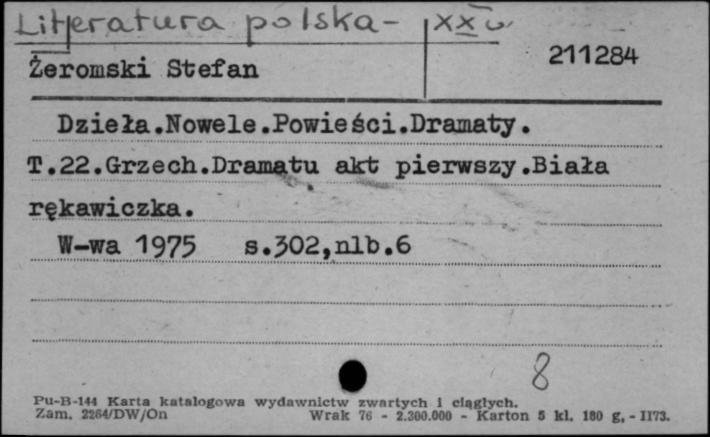 Literatura polska - XX w
Żeromski Stefan 211284
Dzieła.Nowele.Powieści.Dramaty.
T.22.Grzech.Dramatu akt pierwszy.Biała
rękawiczka.
W-wa 1975 s.302,nlb.6
8
Pu-B-144 Karta katalogowa wydawnictw zwartych i ciągłych.
Zam. 2264/DW/On Wrak 76 - 2.300.000 - Karton 5 kl. 180 g, - II73.